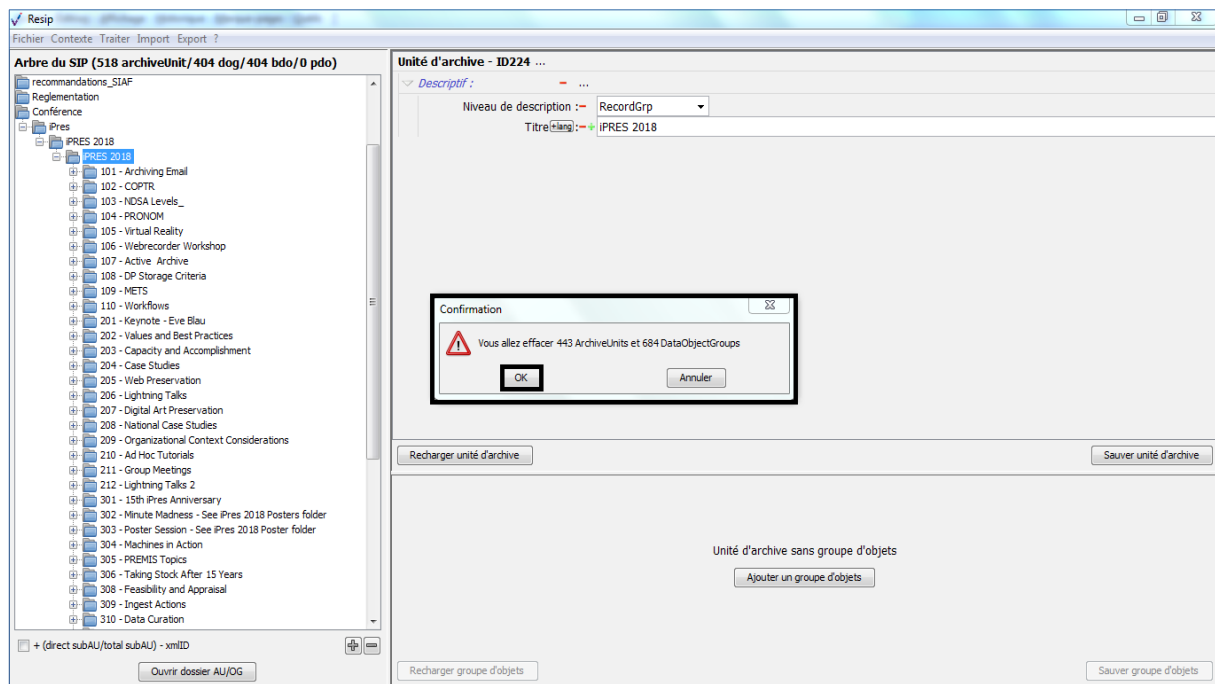 Resip
Fichier Contexte Traiter Import Export ?
Arbre du SIP (518 archiveUnit/404 dog/404 bdo/0 pdo)
recommandations_SIAF
Reglementation
Conférence
iPres
iPRES 2018
iPRES 2018
101 - Archiving Email
102 - COPTR
103 - NDSA Levels_
104 - PRONOM
105 - Virtual Reality
106 - Webrecorder Workshop
107 - Active Archive
108 - DP Storage Criteria
109 - METS
110 - Workflows
201 - Keynote - Eve Blau
202 - Values and Best Practices
203 - Capacity and Accomplishment
204 - Case Studies
205 - Web Preservation
206 - Lightning Talks
207 - Digital Art Preservation
208 - National Case Studies
209 - Organizational Context Considerations
210 - Ad Hoc Tutorials
211 - Group Meetings
212 - Lightning Talks 2
301 - 15th iPres Anniversary
302 - Minute Madness - See iPres 2018 Posters folder
303 - Poster Session - See iPres 2018 Poster folder
304 - Machines in Action
305 - PREMIS Topics
306 - Taking Stock After 15 Years
308 - Feasibility and Appraisal
309 - Ingest Actions
310 - Data Curation
+ (direct subAU/total subAU) - xmlID
Ouvrir dossier AU/OG
Unité d'archive - ID224 ...
Descriptif : - ...
Niveau de description :- RecordGrp
Titre +lang :- + iPRES 2018
Confirmation
Vous allez effacer 443 ArchiveUnits et 684 DataObjectGroups
OK Annuler
Recharger unité d'archive Sauver unité d'archive
Unité d'archive sans groupe d'objets
Ajouter un groupe d'objets
Recharger groupe d'objets Sauver groupe d'objets